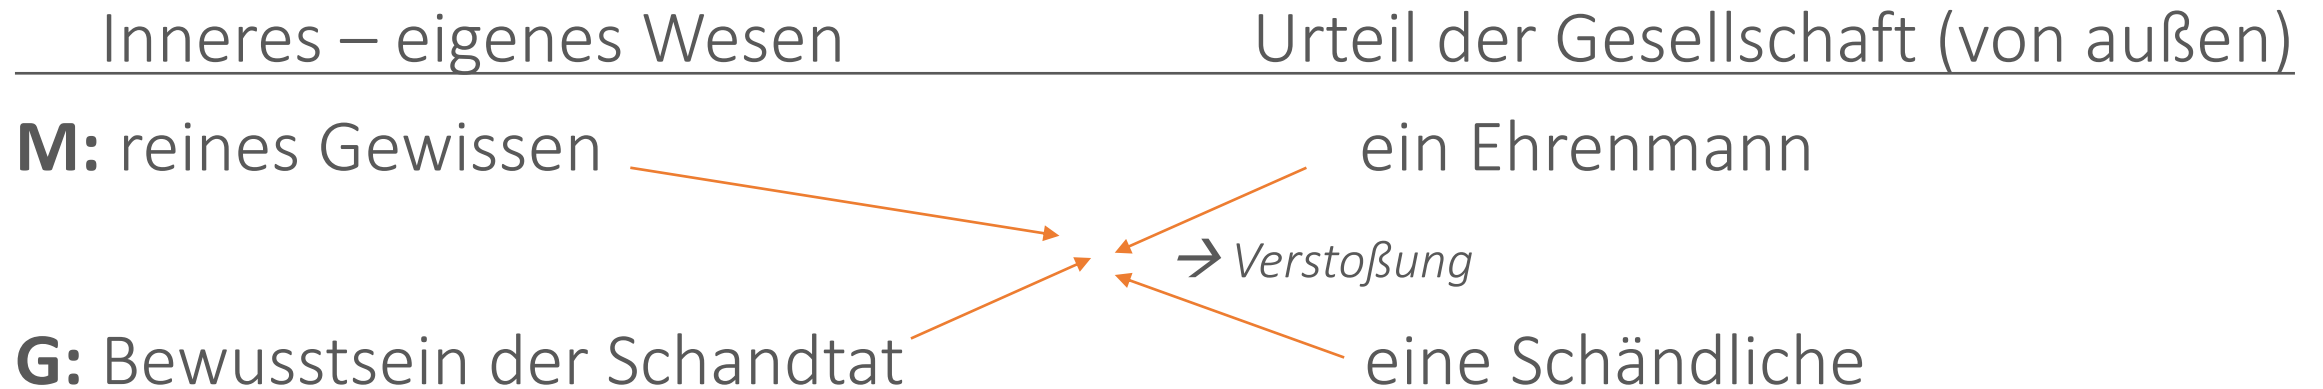 Inneres – eigenes Wesen Urteil der Gesellschaft (von außen)
M: reines Gewissen ein Ehrenmann
→ Verstoßung
G: Bewusstsein der Schandtat eine Schändliche